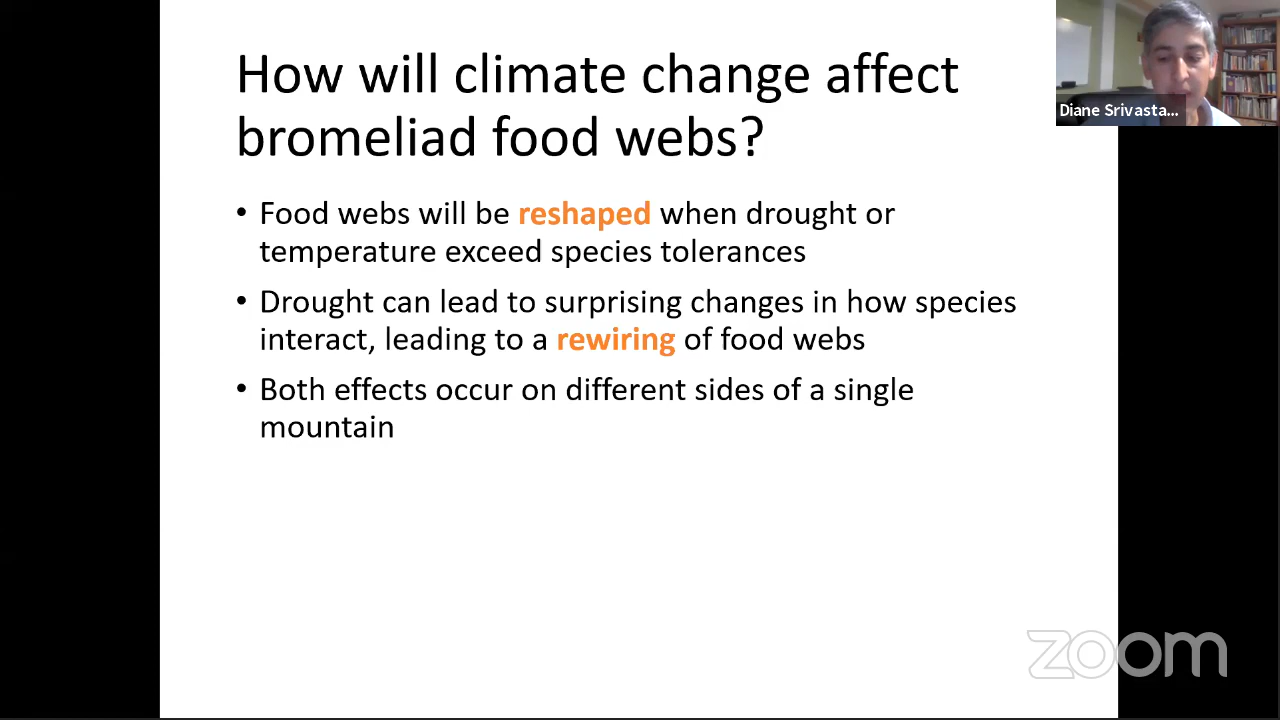 How will climate change affect
bromeliad food webs?
• Food webs will be reshaped when drought or
temperature exceed species tolerances
• Drought can lead to surprising changes in how species
interact, leading to a rewiring of food webs
• Both effects occur on different sides of a single
mountain
Diane Srivasta...
zoom